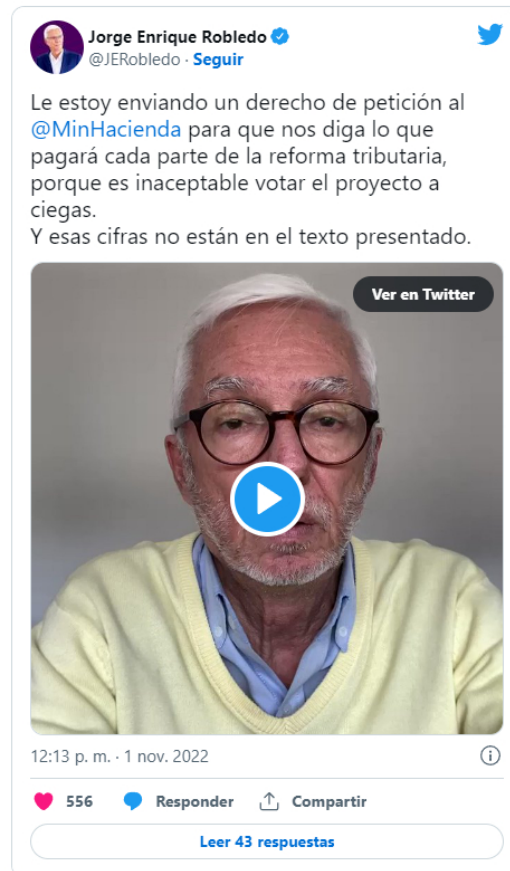 Jorge Enrique Robledo
@JERobledo · Seguir
Le estoy enviando un derecho de petición al
@MinHacienda para que nos diga lo que
pagará cada parte de la reforma tributaria,
porque es inaceptable votar el proyecto a
ciegas.
Y esas cifras no están en el texto presentado.
Ver en Twitter
12:13 p. m. · 1 nov. 2022
556 Responder Compartir
Leer 43 respuestas